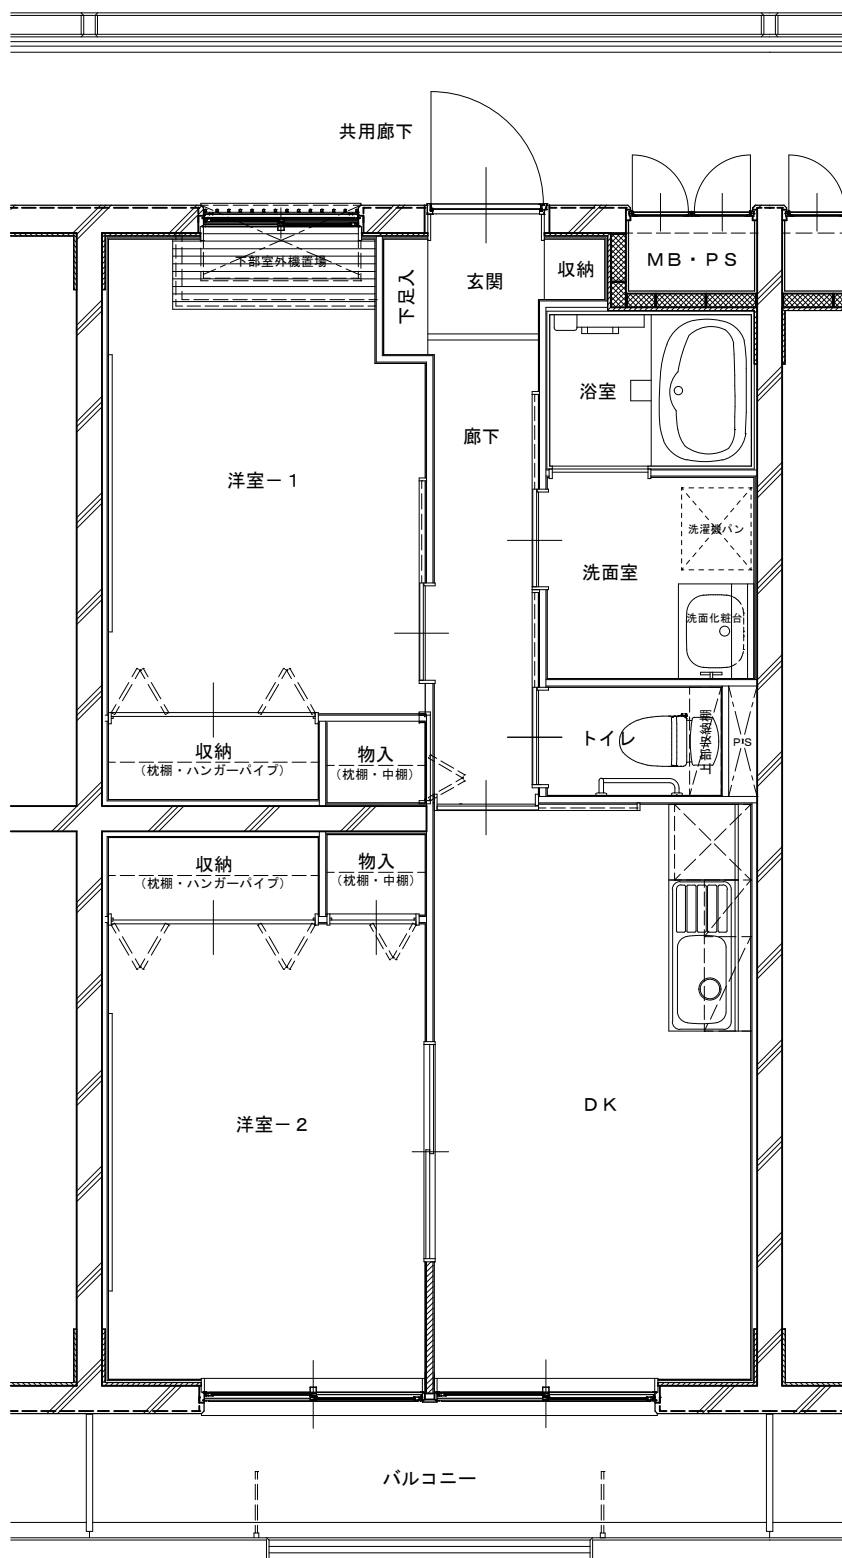 共用廊下
MB・PS
下部室外機置場
下足入
玄関
収納
浴室
廊下
洋室－１
洗濯機パン
洗面室
洗面化粧台
トイレ
上部収納棚
PS
収納
(枕棚・ハンガーパイプ)
物入
(枕棚・中棚)
収納
(枕棚・ハンガーパイプ)
物入
(枕棚・中棚)
洋室－２
ＤＫ
バルコニー